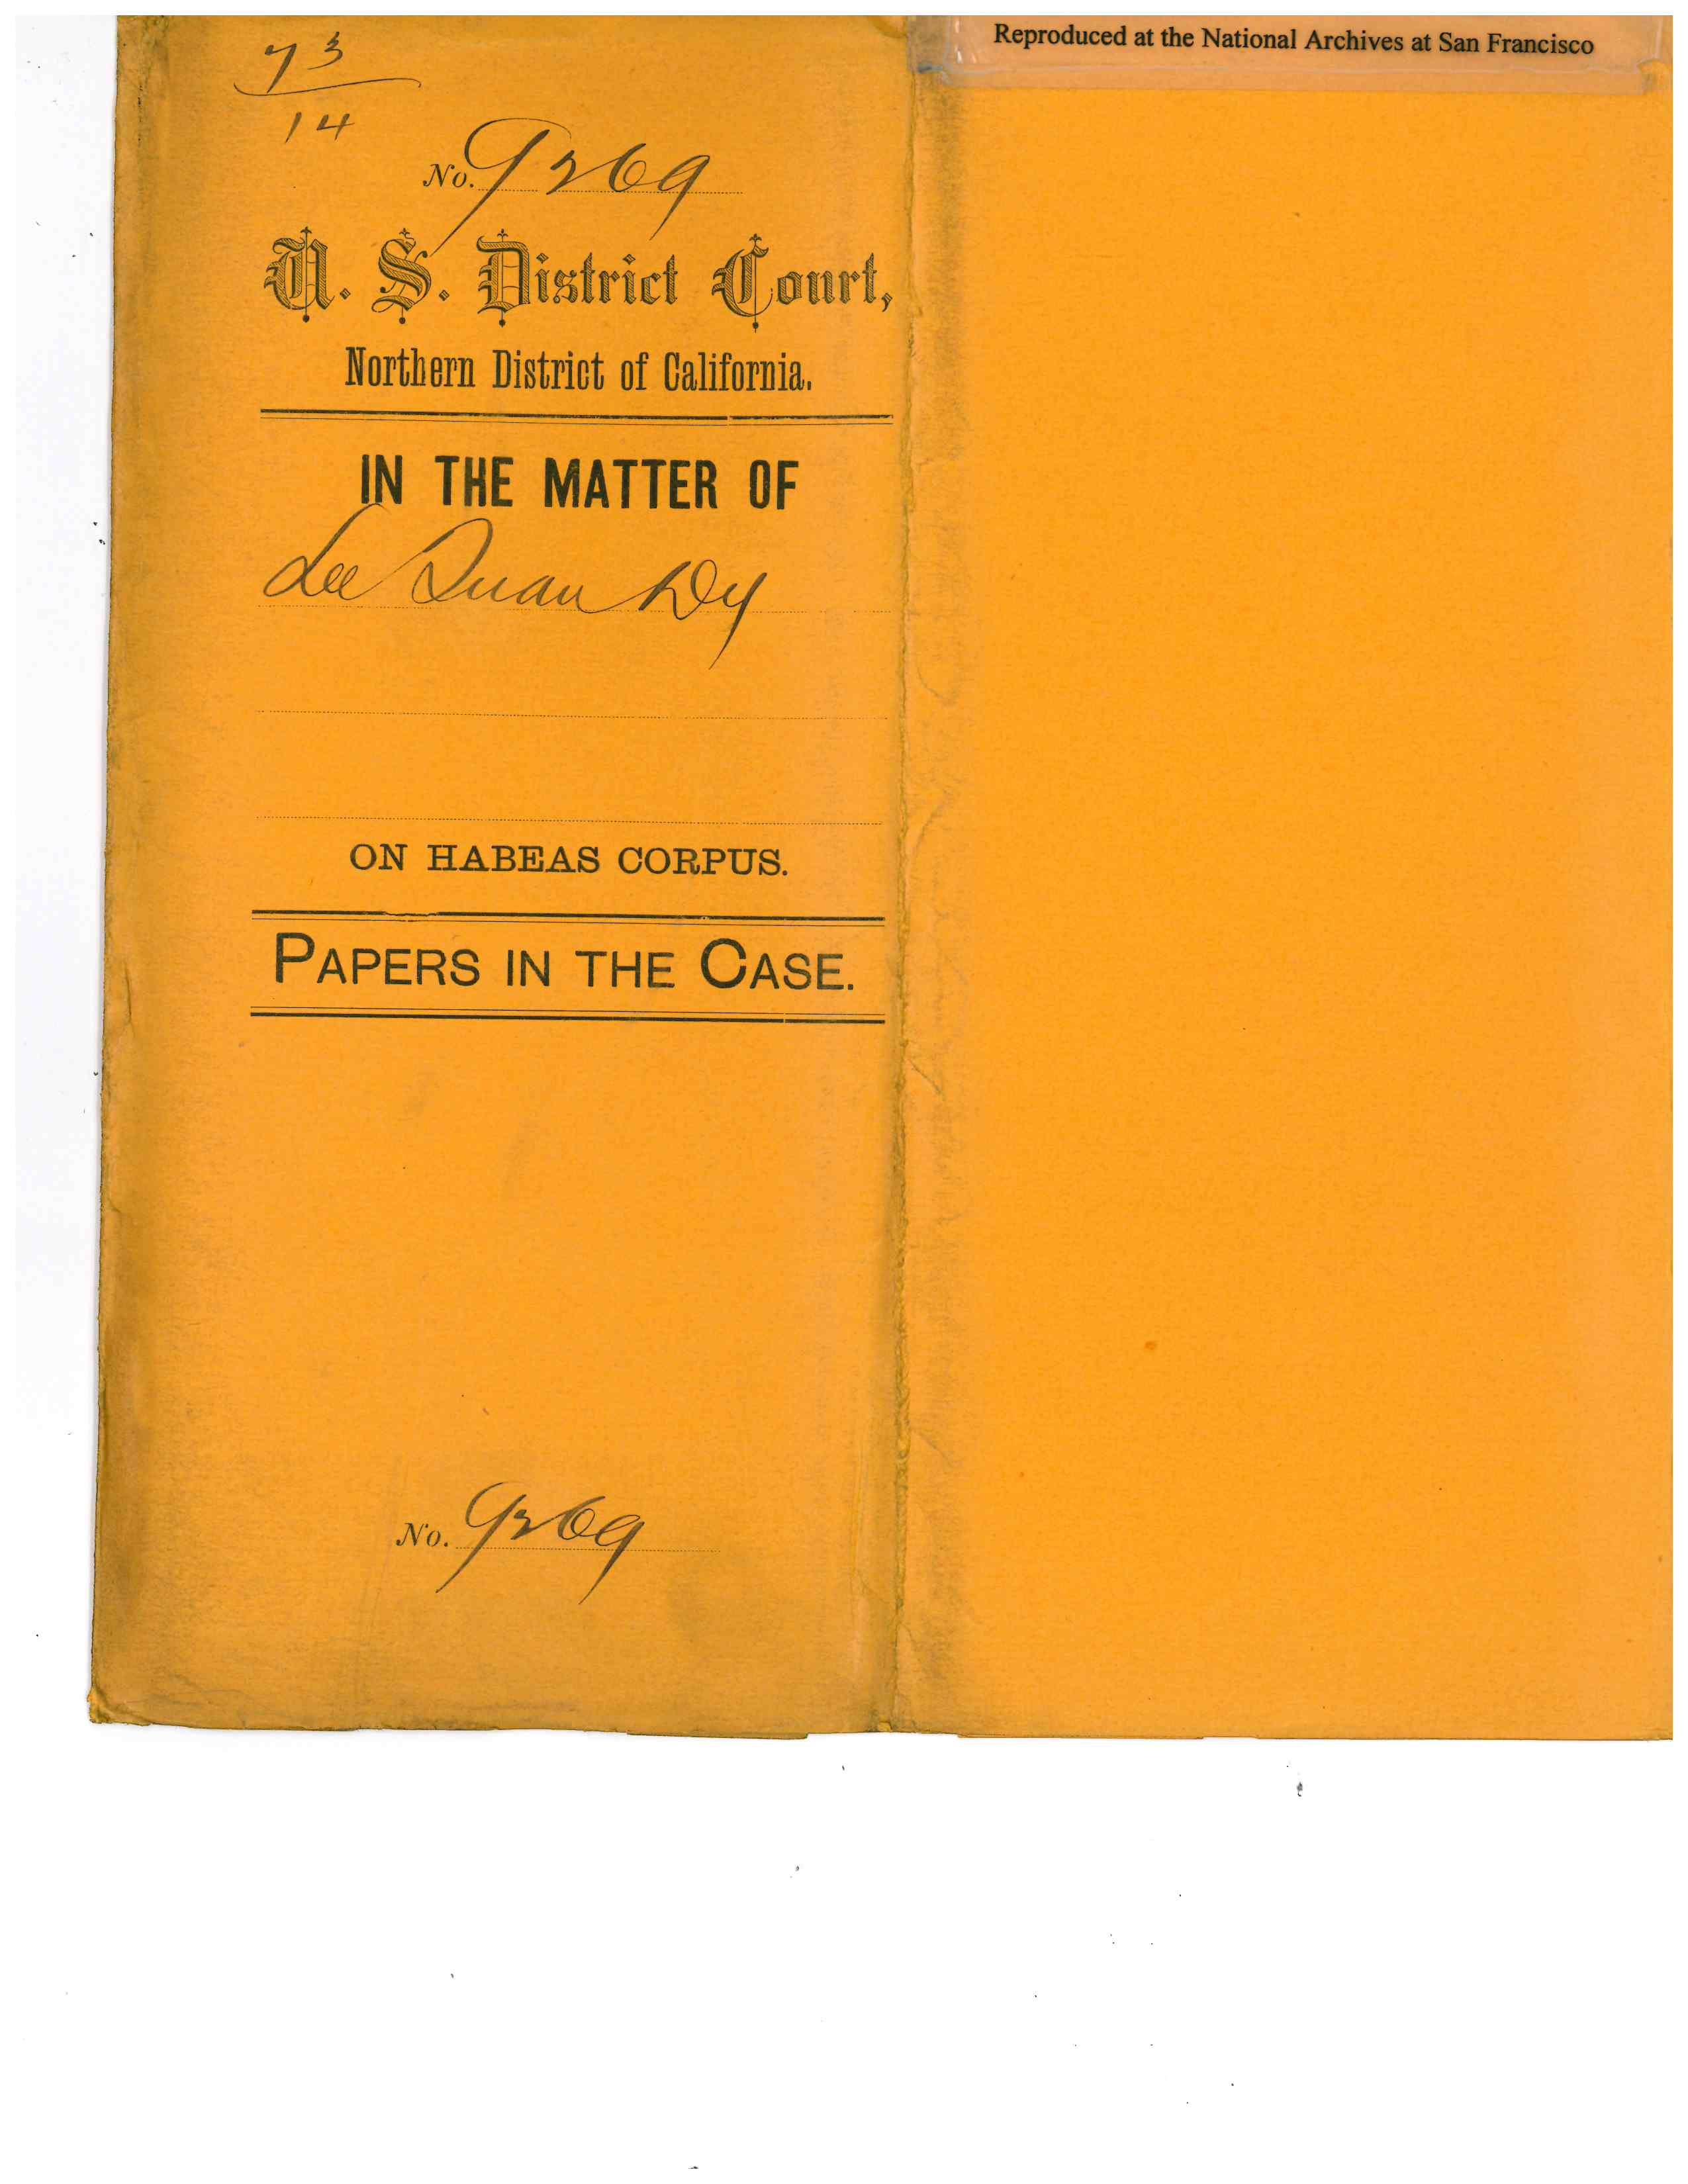 Reproduced at the National Archives at San Francisco
73
14
No. 9269
U. S. District Court,
Northern District of California.
IN THE MATTER OF
Lee Quan Dy
ON HABEAS CORPUS.
PAPERS IN THE CASE.
No. 9269